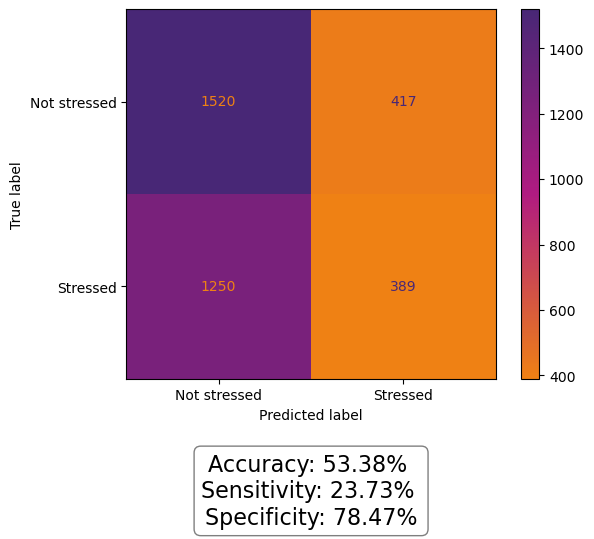 True label
Not stressed
1520
417
Stressed
1250
389
Not stressed
Stressed
Predicted label
1400
1200
1000
800
600
400
Accuracy: 53.38%
Sensitivity: 23.73%
Specificity: 78.47%